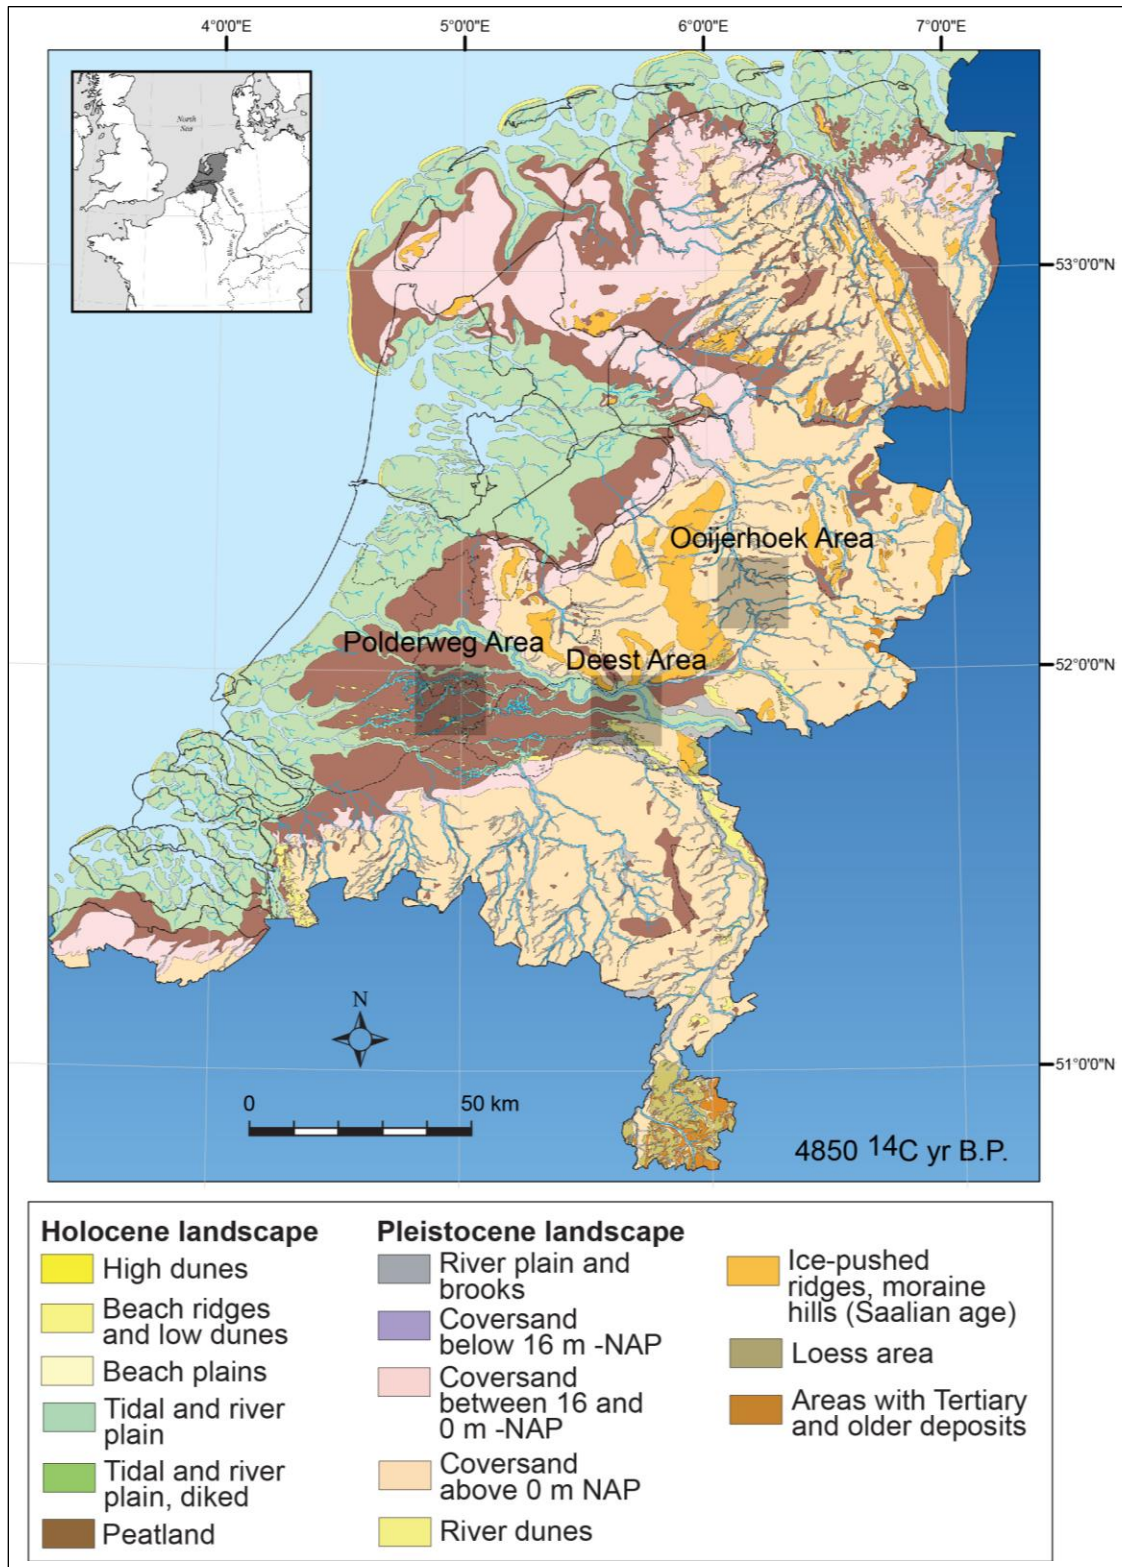 4°0'0"E 5°0'0"E 6°0'0"E 7°0'0"E
North
Sea
53°0'0"N
Ooijerhoek Area
Polderweg Area
Deest Area
52°0'0"N
N
51°0'0"N
0 50 km
4850 14C yr B.P.
Holocene landscape
High dunes
Beach ridges
and low dunes
Beach plains
Tidal and river
plain
Tidal and river
plain, diked
Peatland
Pleistocene landscape
River plain and
brooks
Coversand
below 16 m -NAP
Coversand
between 16 and
0 m -NAP
Coversand
above 0 m NAP
River dunes
Ice-pushed
ridges, moraine
hills (Saalian age)
Loess area
Areas with Tertiary
and older deposits